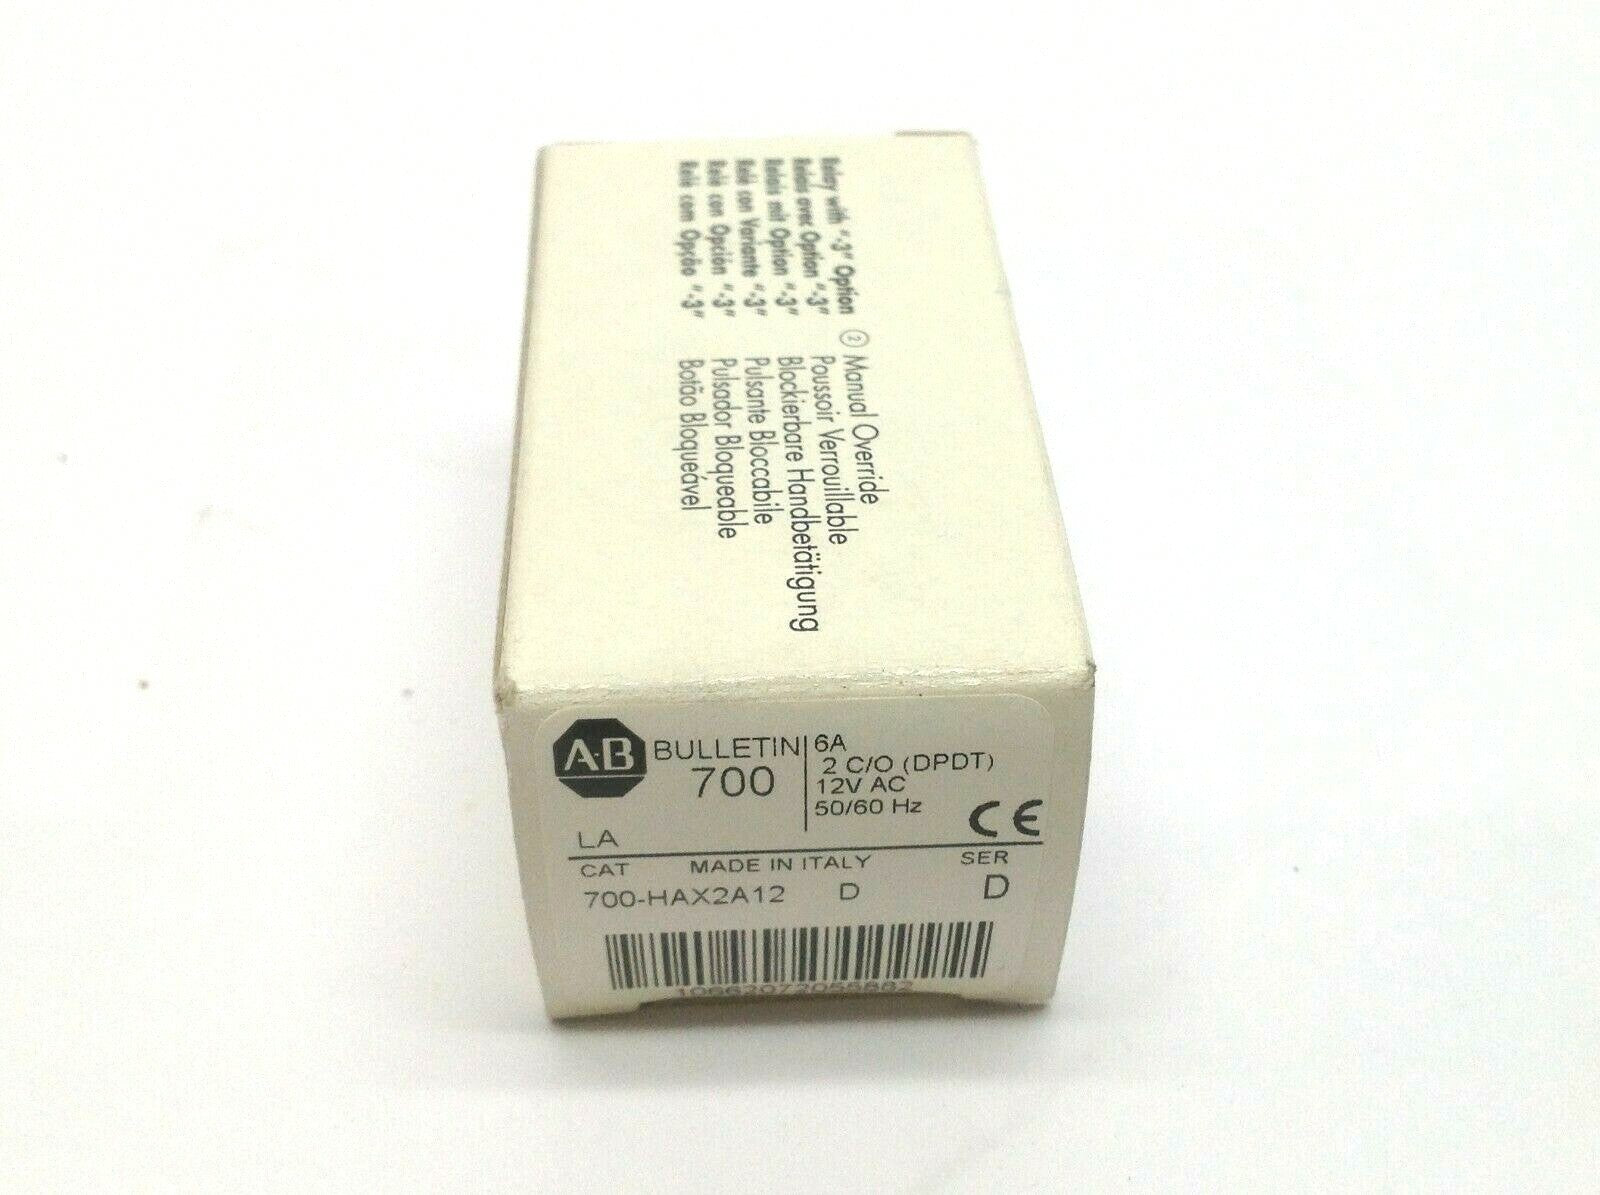 Relay with "-3" Option
Relais avec Option "-3"
Relais mit Option "-3"
Relè con Variante "-3"
Relé con Opción "-3"
Relé com Opção "-3"
② Manual Override
Poussoir Verrouillable
Blockierbare Handbetätigung
Pulsante Bloccabile
Pulsador Bloqueable
Botão Bloqueável
A-B BULLETIN
700
6A
2 C/O (DPDT)
12V AC
50/60 Hz
CE
LA
CAT MADE IN ITALY SER
700-HAX2A12 D D
10662072055882